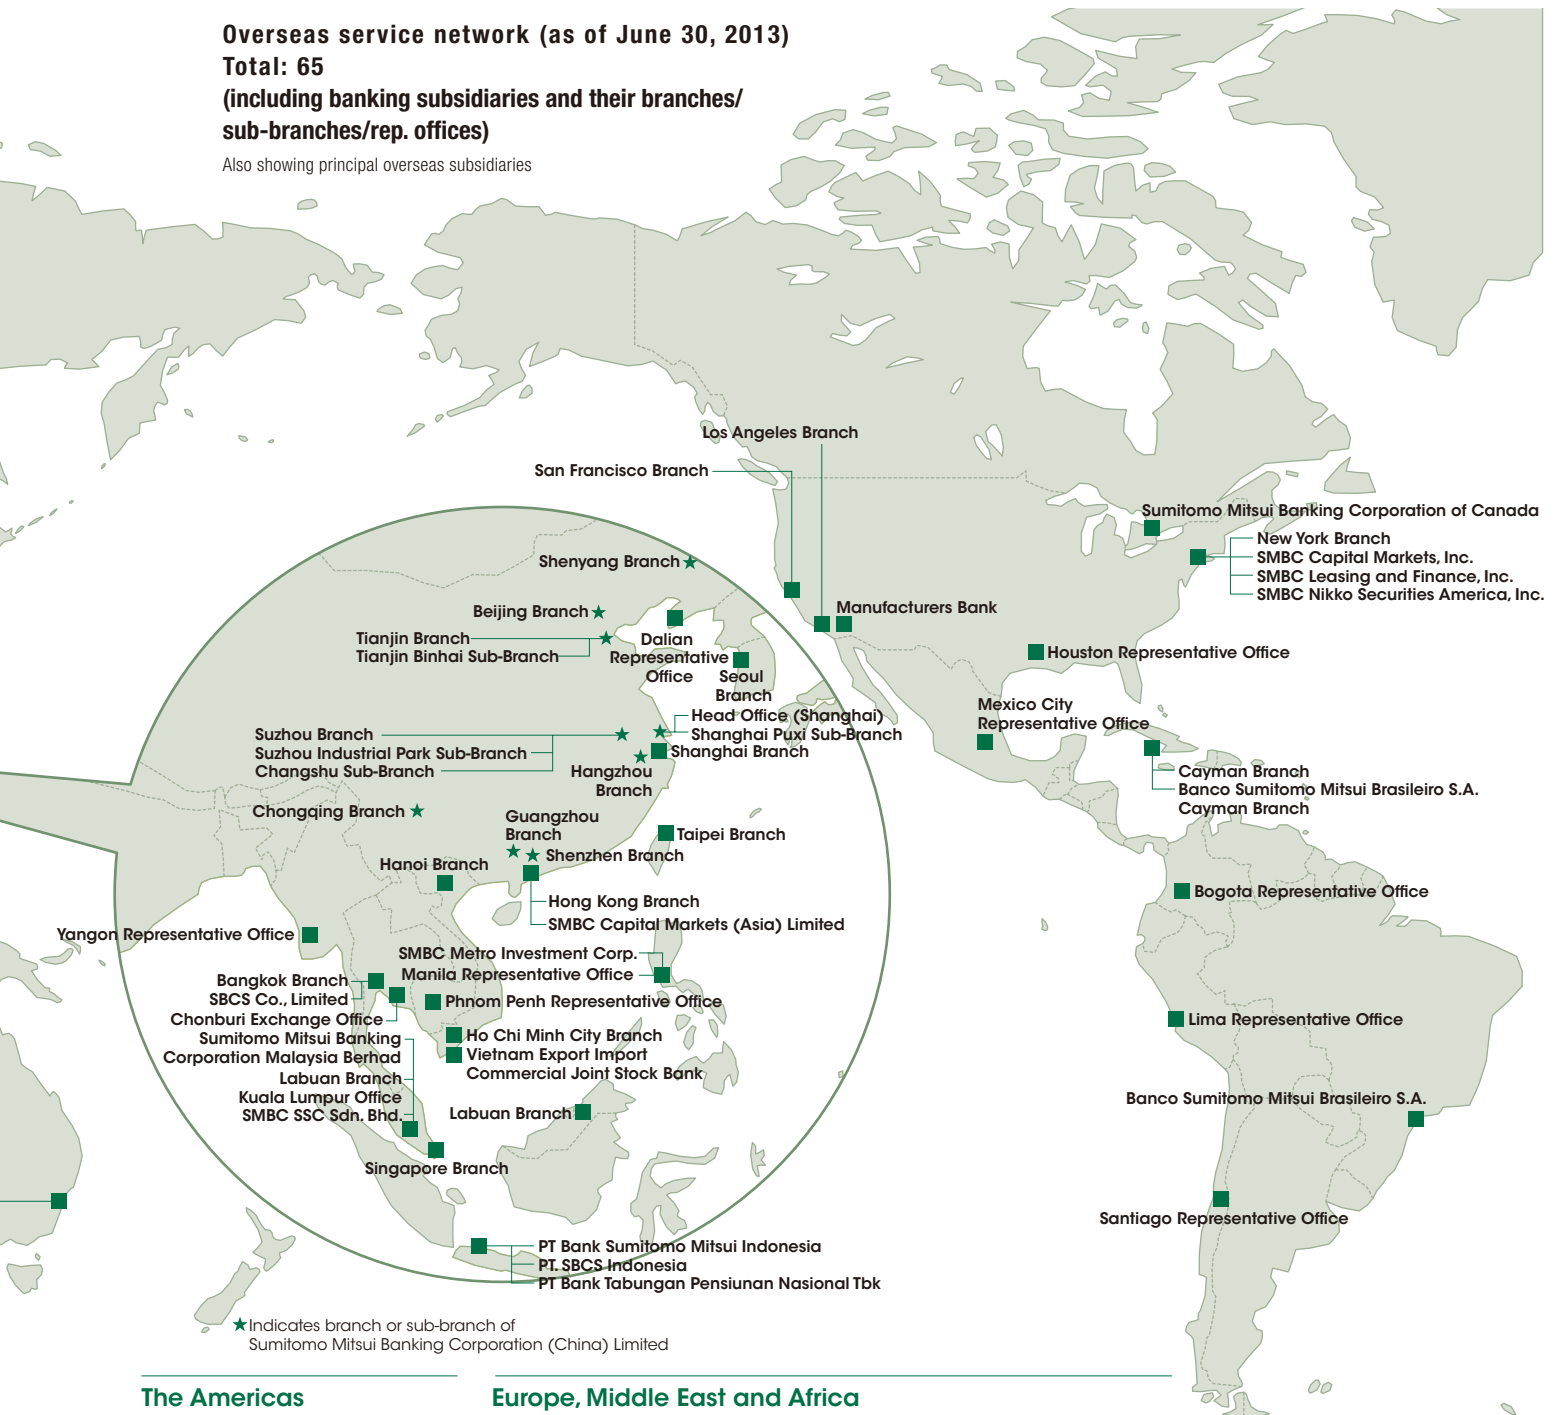 Overseas service network (as of June 30, 2013)
Total: 65
(including banking subsidiaries and their branches/
sub-branches/rep. offices)
Also showing principal overseas subsidiaries
Los Angeles Branch
San Francisco Branch
Sumitomo Mitsui Banking Corporation of Canada
New York Branch
SMBC Capital Markets, Inc.
SMBC Leasing and Finance, Inc.
SMBC Nikko Securities America, Inc.
Manufacturers Bank
Houston Representative Office
Mexico City
Representative Office
Cayman Branch
Banco Sumitomo Mitsui Brasileiro S.A.
Cayman Branch
Bogota Representative Office
Lima Representative Office
Banco Sumitomo Mitsui Brasileiro S.A.
Santiago Representative Office
Shenyang Branch★
Beijing Branch★
Tianjin Branch
Tianjin Binhai Sub-Branch
★
Dalian
Representative
Office
Seoul
Branch
Head Office (Shanghai)
Shanghai Puxi Sub-Branch
★
Shanghai Branch
Suzhou Branch
Suzhou Industrial Park Sub-Branch
Changshu Sub-Branch
★
★
Hangzhou
Branch
Chongqing Branch★
Guangzhou
Branch
★
★ Shenzhen Branch
Taipei Branch
Hanoi Branch
Hong Kong Branch
SMBC Capital Markets (Asia) Limited
Yangon Representative Office
SMBC Metro Investment Corp.
Manila Representative Office
Bangkok Branch
SBCS Co., Limited
Chonburi Exchange Office
Phnom Penh Representative Office
Ho Chi Minh City Branch
Vietnam Export Import
Commercial Joint Stock Bank
Sumitomo Mitsui Banking
Corporation Malaysia Berhad
Labuan Branch
Kuala Lumpur Office
SMBC SSC Sdn. Bhd.
Labuan Branch
Singapore Branch
PT Bank Sumitomo Mitsui Indonesia
PT. SBCS Indonesia
PT Bank Tabungan Pensiunan Nasional Tbk
★Indicates branch or sub-branch of
Sumitomo Mitsui Banking Corporation (China) Limited
The Americas
Europe, Middle East and Africa